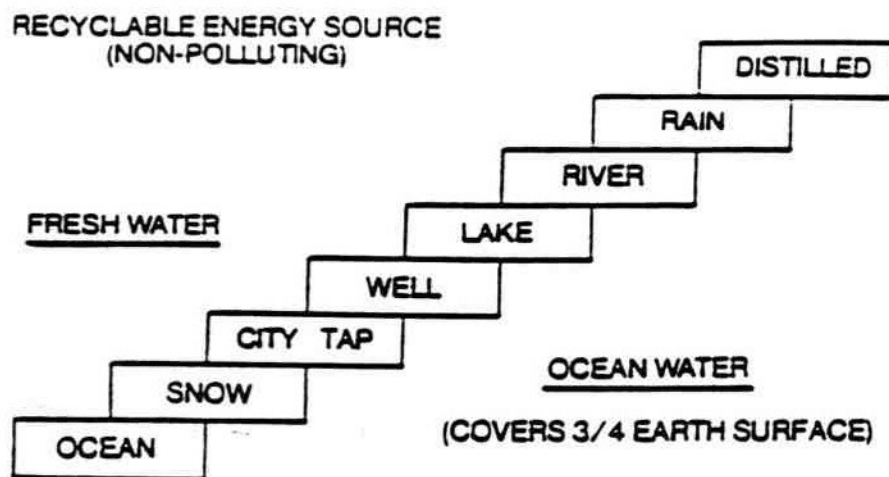 RECYCLABLE ENERGY SOURCE
(NON-POLLUTING)
DISTILLED
RAIN
RIVER
FRESH WATER
LAKE
WELL
CITY TAP
OCEAN WATER
SNOW
(COVERS 3/4 EARTH SURFACE)
OCEAN